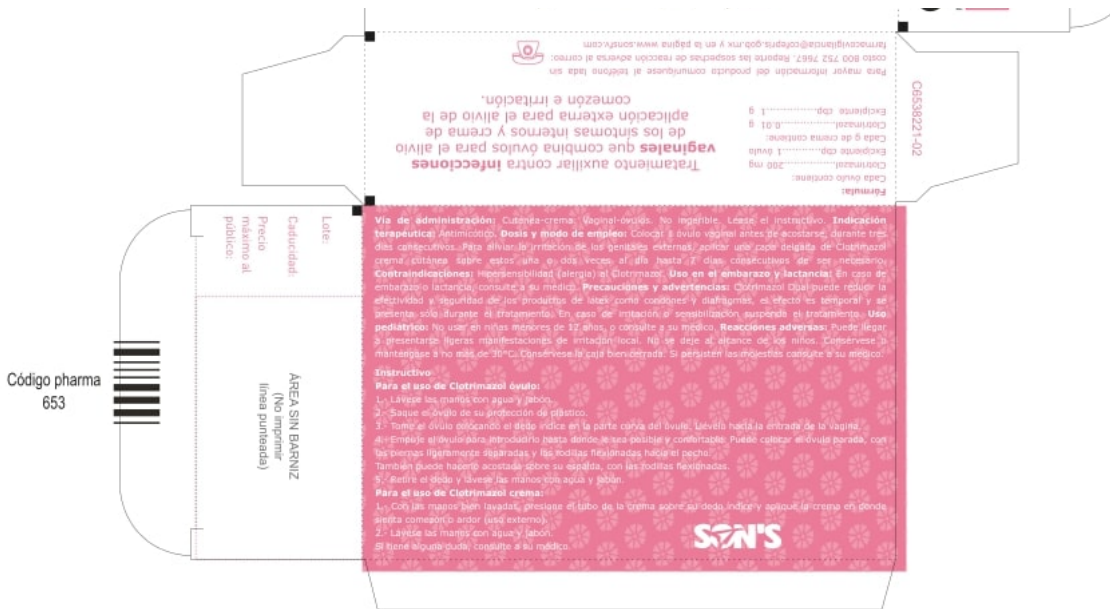 Para mayor información del producto comuníquese al teléfono lada sin
costo 800 752 7667. Reporte las sospechas de reacción adversa al correo:
farmacovigilancia@cofepris.gob.mx y en la página www.sonsfv.com
Tratamiento auxiliar contra infecciones
vaginales que combina óvulos para el alivio
de los síntomas internos y crema de
aplicación externa para el alivio de la
comezón e irritación.
Fórmula:
Cada óvulo contiene:
Clotrimazol................200 mg
Excipiente cbp...........1 óvulo
Cada g de crema contiene:
Clotrimazol...............0.01 g
Excipiente cbp...............1 g
C6538221-02
Lote:
Caducidad:
Precio
máximo al
público:
Vía de administración: Cutánea-crema. Vaginal-óvulos. No ingerible. Léase el instructivo. Indicación
terapéutica: Antimicótico. Dosis y modo de empleo: Colocar 1 óvulo vaginal antes de acostarse, durante tres
días consecutivos. Para aliviar la irritación de los genitales externos, aplicar una capa delgada de Clotrimazol
crema cutánea sobre estos una o dos veces al día hasta 7 días consecutivos de ser necesario.
Contraindicaciones: Hipersensibilidad (alergia) al Clotrimazol. Uso en el embarazo y lactancia: En caso de
embarazo o lactancia, consulte a su médico. Precauciones y advertencias: Clotrimazol Dual puede reducir la
efectividad y seguridad de los productos de látex como condones y diafragmas, el efecto es temporal y se
presenta sólo durante el tratamiento. En caso de irritación o sensibilización suspenda el tratamiento. Uso
pediátrico: No usar en niñas menores de 12 años, o consulte a su médico. Reacciones adversas: Puede llegar
a presentarse ligeras manifestaciones de irritación local. No se deje al alcance de los niños. Consérvese o
manténgase a no más de 30°C. Consérvese la caja bien cerrada. Si persisten las molestias consulte a su médico.
Instructivo
Para el uso de Clotrimazol óvulo:
1.- Lávese las manos con agua y jabón.
2.- Saque el óvulo de su protección de plástico.
3.- Tome el óvulo colocando el dedo índice en la parte curva del óvulo. Llévelo hacia la entrada de la vagina.
4.- Empuje el óvulo para introducirlo hasta donde le sea posible y confortable. Puede colocar el óvulo parada, con
las piernas ligeramente separadas y las rodillas flexionadas hacia el pecho.
También puede hacerlo acostada sobre su espalda, con las rodillas flexionadas.
5.- Retire el dedo y lávese las manos con agua y jabón.
Para el uso de Clotrimazol crema:
1.- Con las manos bien lavadas, presione el tubo de la crema sobre su dedo índice y aplique la crema en donde
sienta comezón o ardor (uso externo).
2.- Lávese las manos con agua y jabón.
Si tiene alguna duda, consulte a su médico.
SON'S
Código pharma
653
ÁREA SIN BARNIZ
(No imprimir
línea punteada)